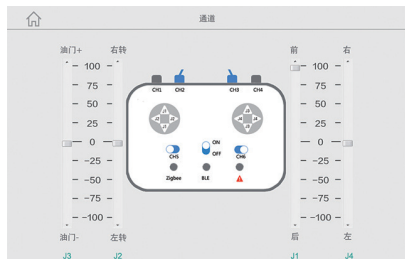 通道
油门+ 右转 前 右
100 100
75 75
50 50
25 25
0 0
-25 -25
-50 -50
-75 -75
-100 -100
油门- 左转 后 左
J3 J2 J1 J4
CH1 CH2 CH3 CH4
ON
OFF
CH5 CH6
Zigbee BLE